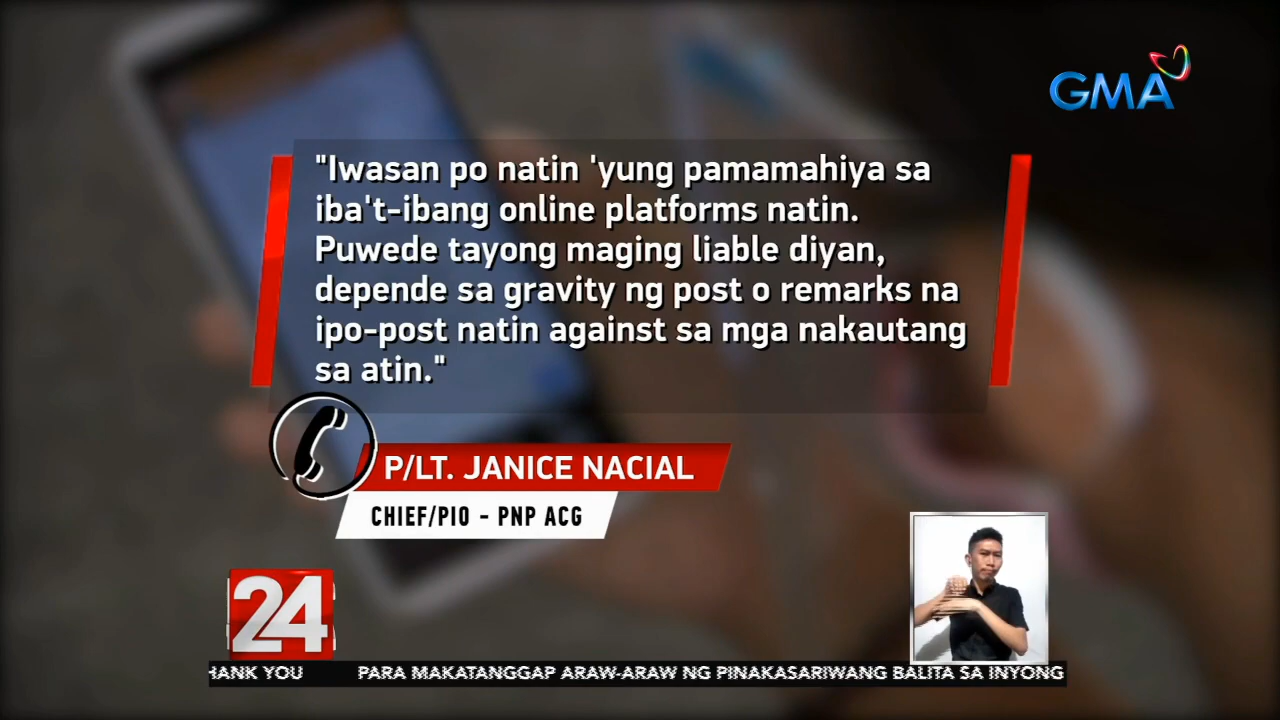 GMA
"Iwasan po natin 'yung pamamahiya sa
iba't-ibang online platforms natin.
Puwede tayong maging liable diyan,
depende sa gravity ng post o remarks na
ipo-post natin against sa mga nakautang
sa atin."
P/LT. JANICE NACIAL
CHIEF/PIO - PNP ACG
24
HANK YOU PARA MAKATANGGAP ARAW-ARAW NG PINAKASARIWANG BALITA SA INYONG